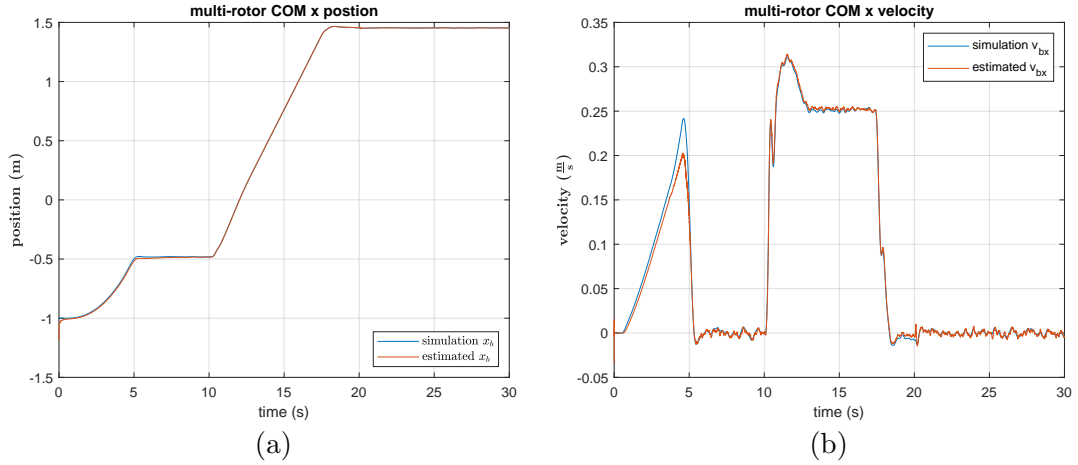 multi-rotor COM x postion
1.5
1
0.5
0
-0.5
-1
-1.5
position (m)
0 5 10 15 20 25 30
time (s)
simulation x_b
estimated x_b
(a)
multi-rotor COM x velocity
0.35
0.3
0.25
0.2
0.15
0.1
0.05
0
-0.05
velocity (m/s)
0 5 10 15 20 25 30
time (s)
simulation v_bx
estimated v_bx
(b)